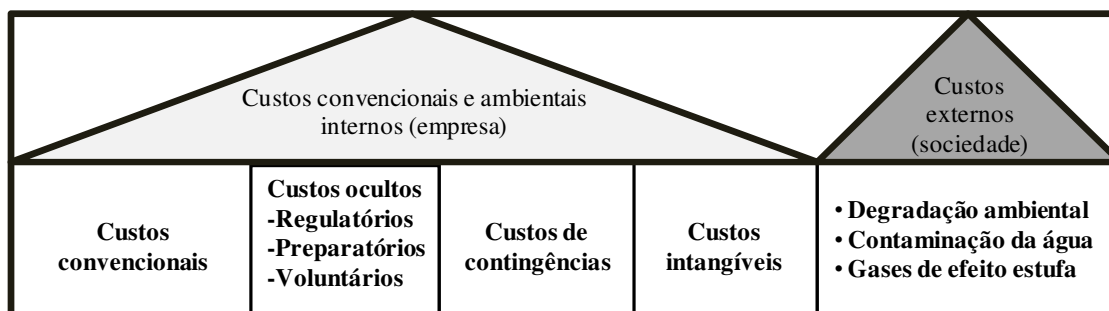 Custos convencionais e ambientais
internos (empresa)
Custos
externos
(sociedade)
Custos
convencionais
Custos ocultos
-Regulatórios
-Preparatórios
-Voluntários
Custos de
contingências
Custos
intangíveis
• Degradação ambiental
• Contaminação da água
• Gases de efeito estufa